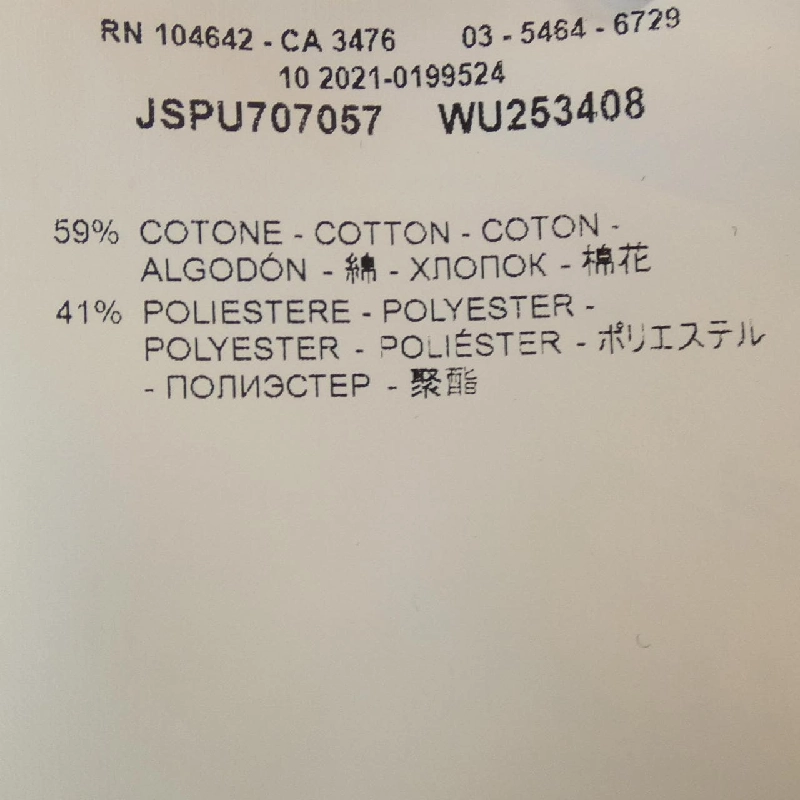 RN 104642 - CA 3476 03 - 5464 - 6729
10 2021-0199524
JSPU707057 WU253408
59% COTONE - COTTON - COTON -
ALGODÓN - 綿 - ХЛОПОК - 棉花
41% POLIESTERE - POLYESTER -
POLYESTER - POLIÉSTER - ポリエステル
- ПОЛИЭСТЕР - 聚酯